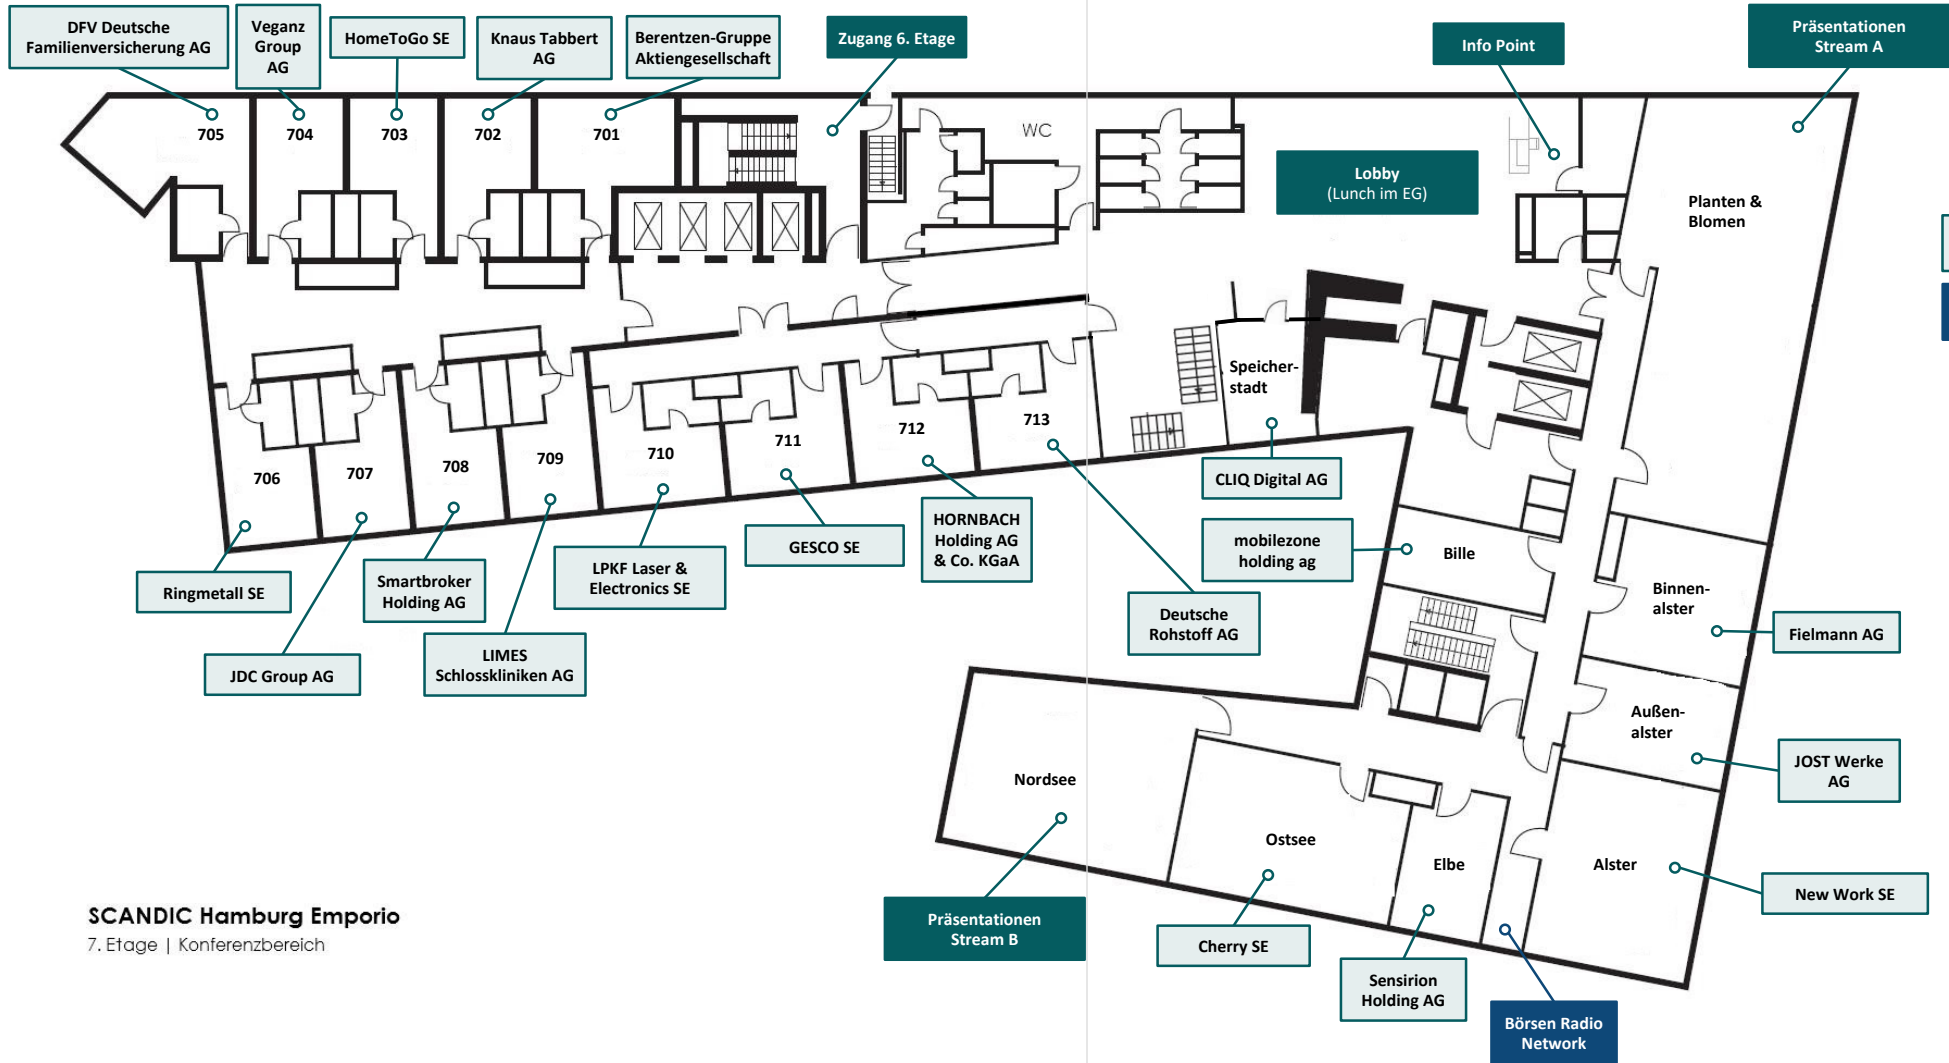 DFV Deutsche
Familienversicherung AG
Veganz
Group
AG
HomeToGo SE
Knaus Tabbert
AG
Berentzen-Gruppe
Aktiengesellschaft
Zugang 6. Etage
Info Point
Präsentationen
Stream A
705
704
703
702
701
WC
Lobby
(Lunch im EG)
Planten &
Blomen
Speicher-
stadt
706
707
708
709
710
711
712
713
CLIQ Digital AG
Ringmetall SE
JDC Group AG
Smartbroker
Holding AG
LIMES
Schlosskliniken AG
LPKF Laser &
Electronics SE
GESCO SE
HORNBACH
Holding AG
& Co. KGaA
Deutsche
Rohstoff AG
mobilezone
holding ag
Bille
Binnen-
alster
Fielmann AG
Außen-
alster
JOST Werke
AG
Nordsee
Ostsee
Elbe
Alster
New Work SE
Präsentationen
Stream B
Cherry SE
Sensirion
Holding AG
Börsen Radio
Network
SCANDIC Hamburg Emporio
7. Etage | Konferenzbereich